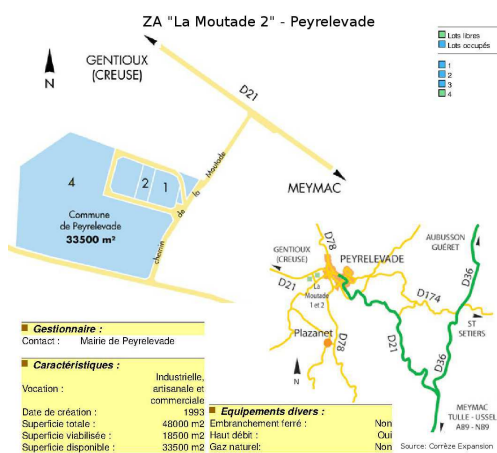 ZA "La Moutade 2" - Peyrelevade
Lots libres
Lots occupés
1
2
3
4
GENTIOUX
(CREUSE)
N
D21
MEYMAC
4
2
1
Commune
de Peyrelevade
33500 m²
chemin de la Moutade
D78
PEYRELEVADE
AUBUSSON
GUÉRET
GENTIOUX
(CREUSE)
D21
La
Moutade
1 et 2
D36
D174
ST
SETIERS
Plazanet
D78
D21
D36
N
MEYMAC
TULLE - USSEL
A89 - N89
Gestionnaire :
Contact : Mairie de Peyrelevade
Caractéristiques :
Vocation : Industrielle,
artisanale et
commerciale
Date de création : 1993
Superficie totale : 48000 m2
Superficie viabilisée : 18500 m2
Superficie disponible : 33500 m2
Equipements divers :
Embranchement ferré : Non
Haut débit : Oui
Gaz naturel: Non
Source: Corrèze Expansion